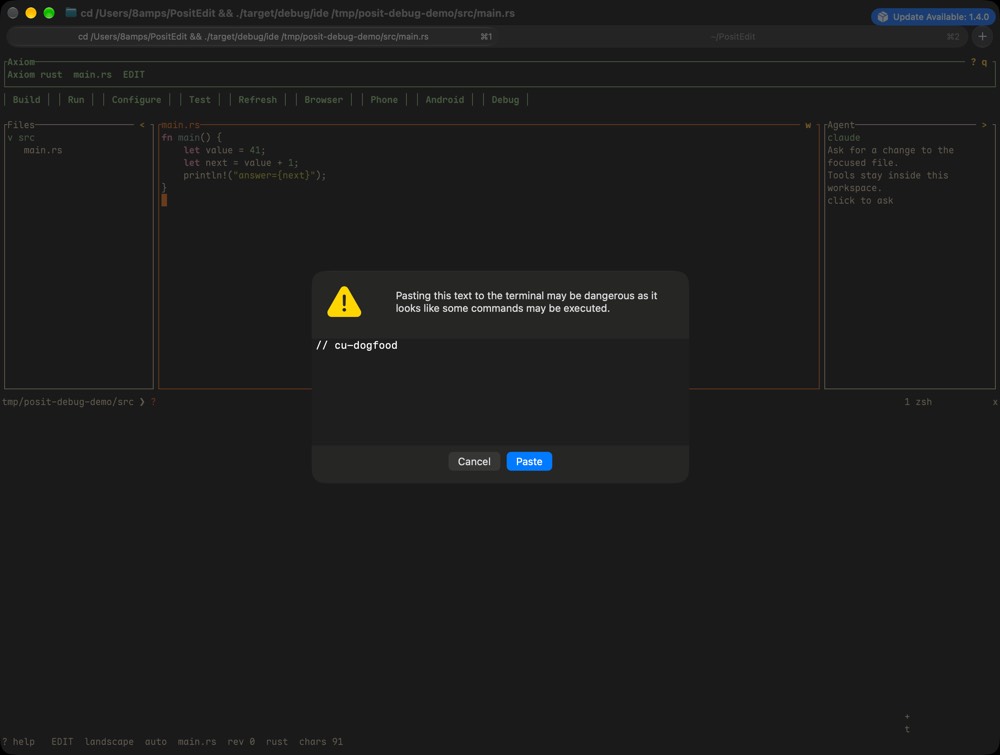 cd /Users/8amps/PositEdit && ./target/debug/ide /tmp/posit-debug-demo/src/main.rs
Update Available: 1.4.0
cd /Users/8amps/PositEdit && ./target/debug/ide /tmp/posit-debug-demo/src/main.rs ⌘1
~/PositEdit ⌘2 +
Axiom ? q
Axiom rust main.rs EDIT
| Build | | Run | | Configure | | Test | | Refresh | | Browser | | Phone | | Android | | Debug |
Files <
v src
main.rs
main.rs w
fn main() {
let value = 41;
let next = value + 1;
println!("answer={next}");
}
Agent >
claude
Ask for a change to the
focused file.
Tools stay inside this
workspace.
click to ask
Pasting this text to the terminal may be dangerous as it
looks like some commands may be executed.
// cu-dogfood
Cancel Paste
tmp/posit-debug-demo/src ❯ ? 1 zsh x
+
t
? help EDIT landscape auto main.rs rev 0 rust chars 91